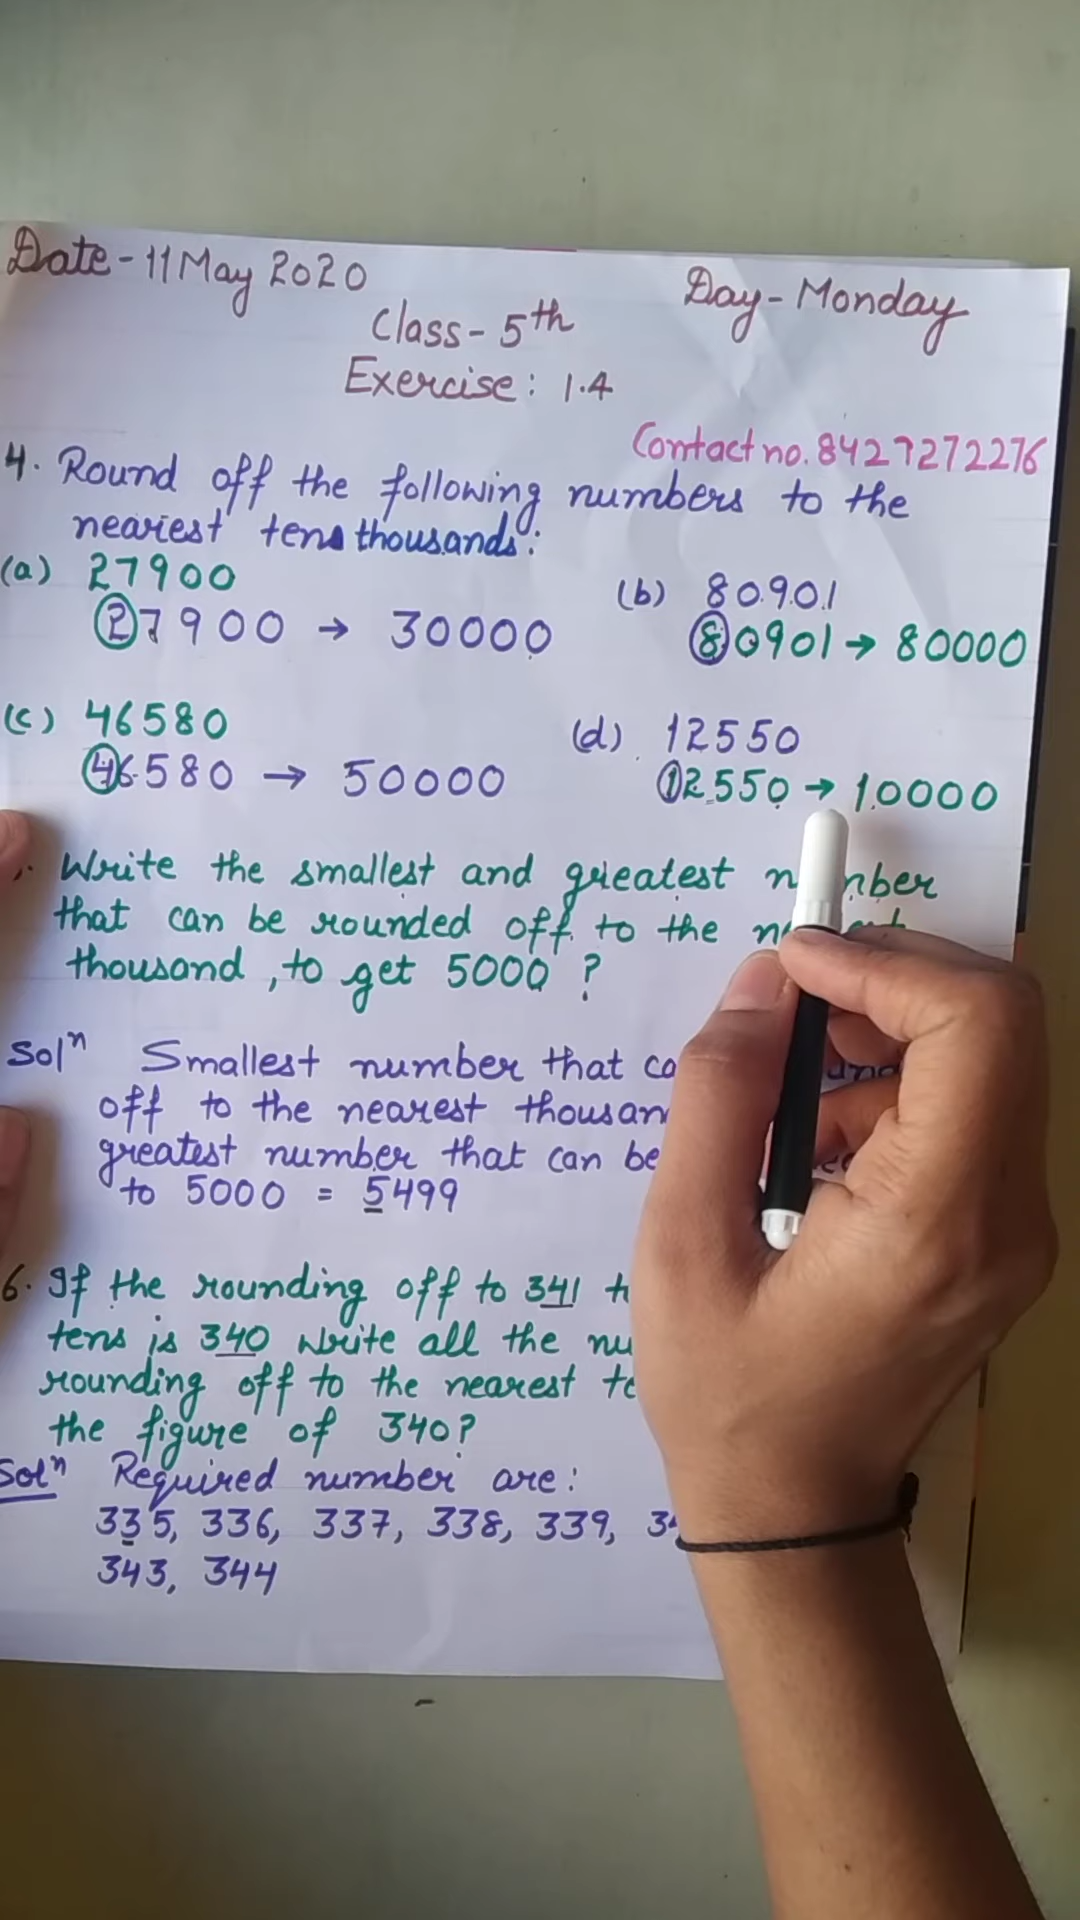 Date - 11 May 2020
Day - Monday
Class - 5th
Exercise : 1.4
Contact no. 8427272276
4. Round off the following numbers to the
nearest tens thousands :
(a) 27900
(b) 80901
27900 → 30000
80901 → 80000
(c) 46580
(d) 12550
46580 → 50000
12550 → 10000
Write the smallest and greatest
that can be rounded off to the
thousand, to get 5000 ?
Solⁿ Smallest number that
off to the nearest
greatest number that can be
to 5000 = 5499
6. If the rounding off to 341
tens is 340 Write all the
rounding off to the nearest
the figure of 340?
Solⁿ Required number are :
335, 336, 337, 338, 339,
343, 344